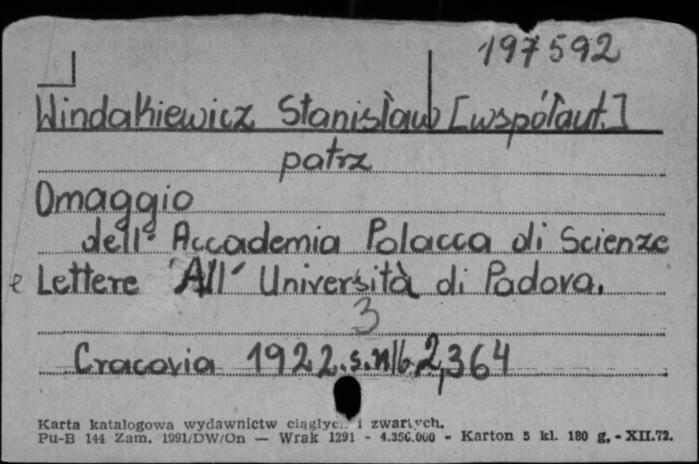 197592
Windakiewicz Stanisław [współaut.]
patrz
Omaggio
dell' Accademia Polacca di Scienze
e Lettere All' Università di Padova.
3
Cracovia 1922. s. nlb. 2, 364
Karta katalogowa wydawnictw ciągłych i zwartych.
Pu-B 144 Zam. 1991/DW/On — Wrak 1291 - 4.356.000 - Karton 5 kl. 180 g. - XII.72.